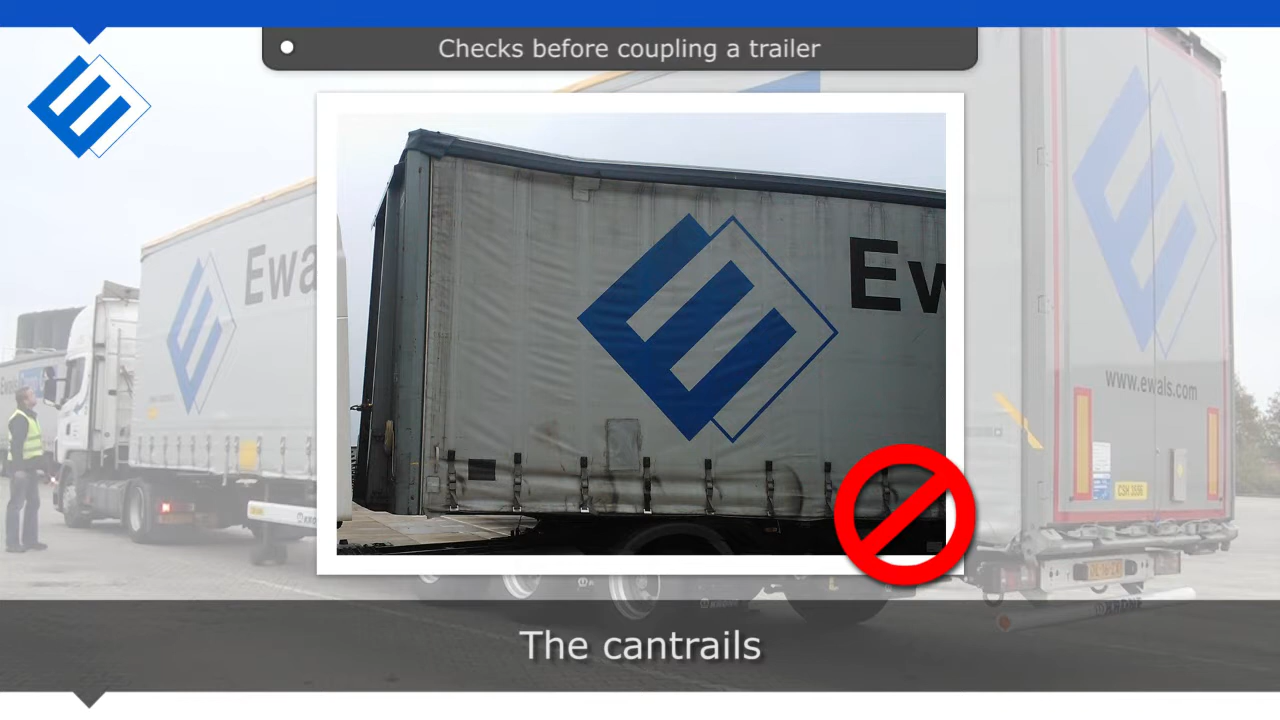 Checks before coupling a trailer
Ewa
Ew
www.ewals.com
The cantrails